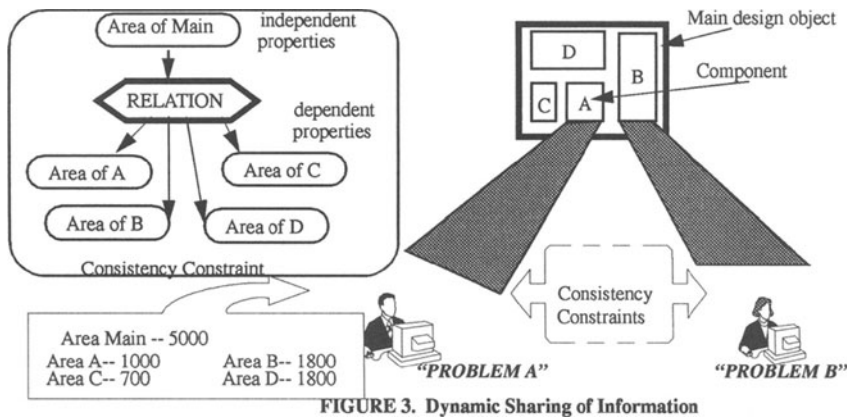 Area of Main
independent
properties
RELATION
dependent
properties
Area of A
Area of C
Area of B
Area of D
Consistency Constraint
Area Main -- 5000
Area A-- 1000 Area B-- 1800
Area C-- 700 Area D-- 1800
Main design object
Component
D
B
C
A
Consistency
Constraints
"PROBLEM A"
"PROBLEM B"
FIGURE 3. Dynamic Sharing of Information